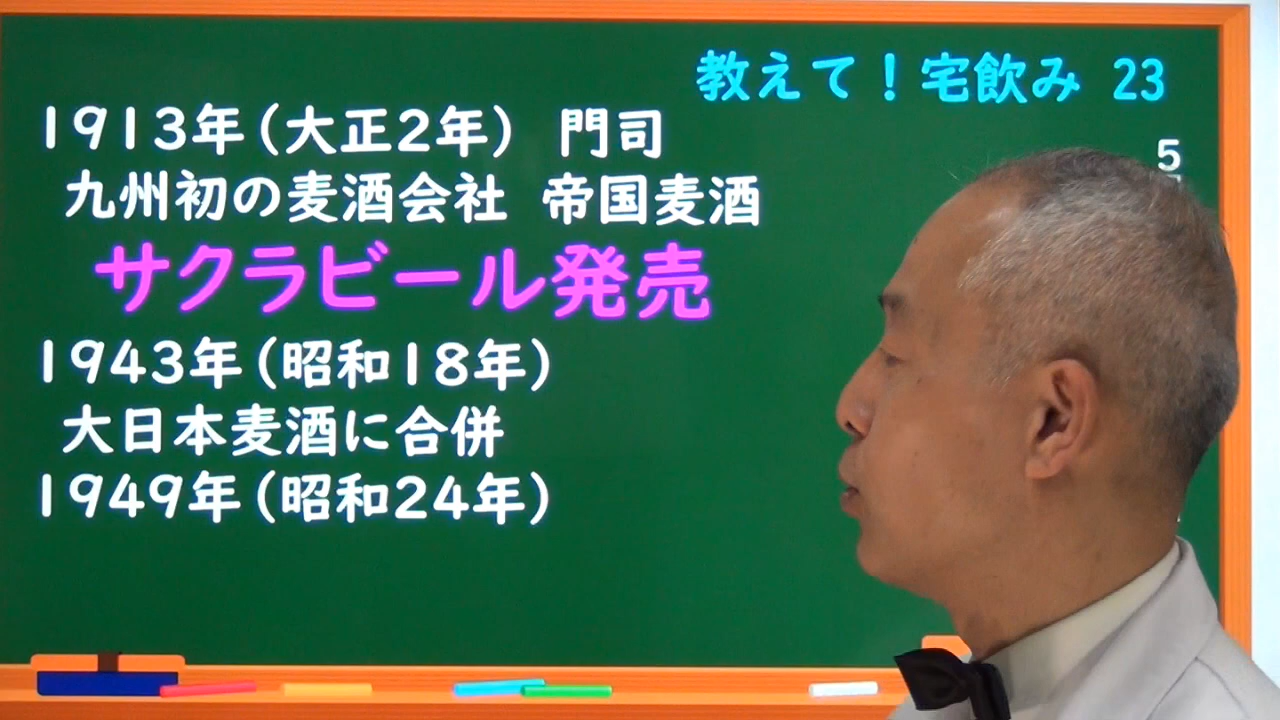 教えて！宅飲み 23
1913年（大正2年） 門司
九州初の麦酒会社 帝国麦酒
サクラビール発売
1943年（昭和18年）
大日本麦酒に合併
1949年（昭和24年）
5